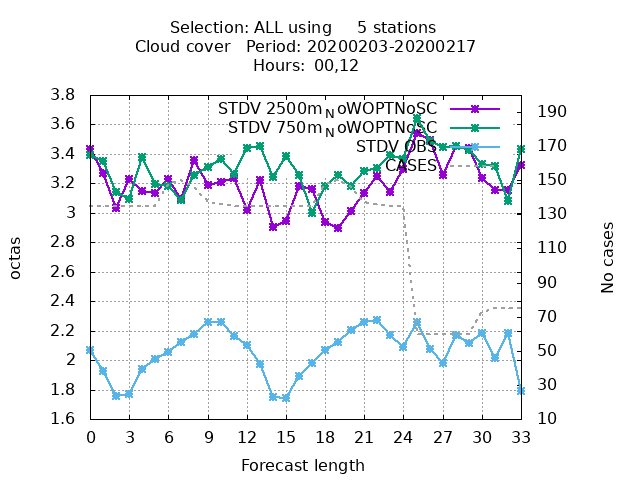 Selection: ALL using     5 stations
Cloud cover   Period: 20200203-20200217
Hours:  00,12
STDV 2500m_NoWOPTNoSC
STDV 750m_NoWOPTNoSC
STDV OBS
CASES
3.8
3.6
3.4
3.2
3
2.8
2.6
2.4
2.2
2
1.8
1.6
190
170
150
130
110
90
70
50
30
10
octas
No cases
0 3 6 9 12 15 18 21 24 27 30 33
Forecast length